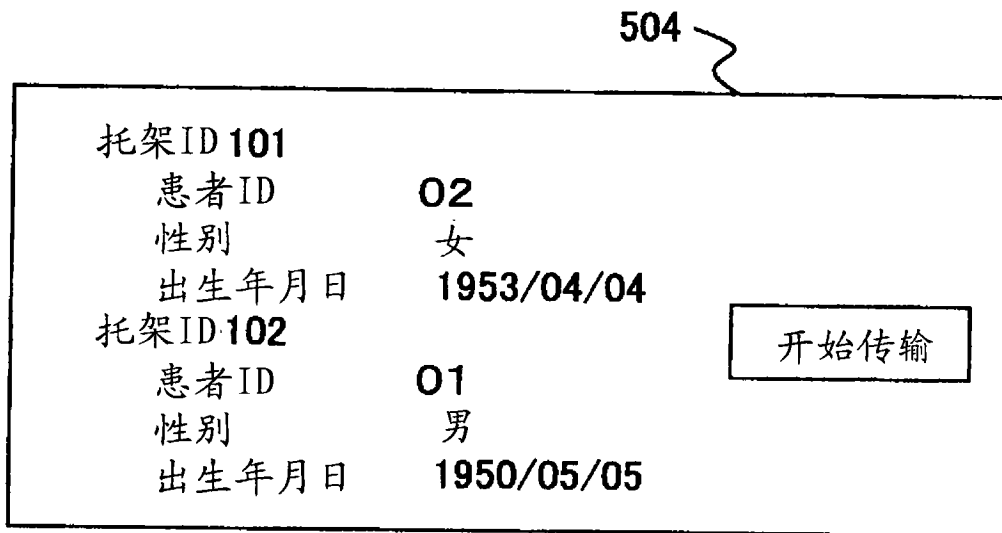 504
托架ID 101
患者ID 02
性别 女
出生年月日 1953/04/04
托架ID 102
开始传输
患者ID 01
性别 男
出生年月日 1950/05/05